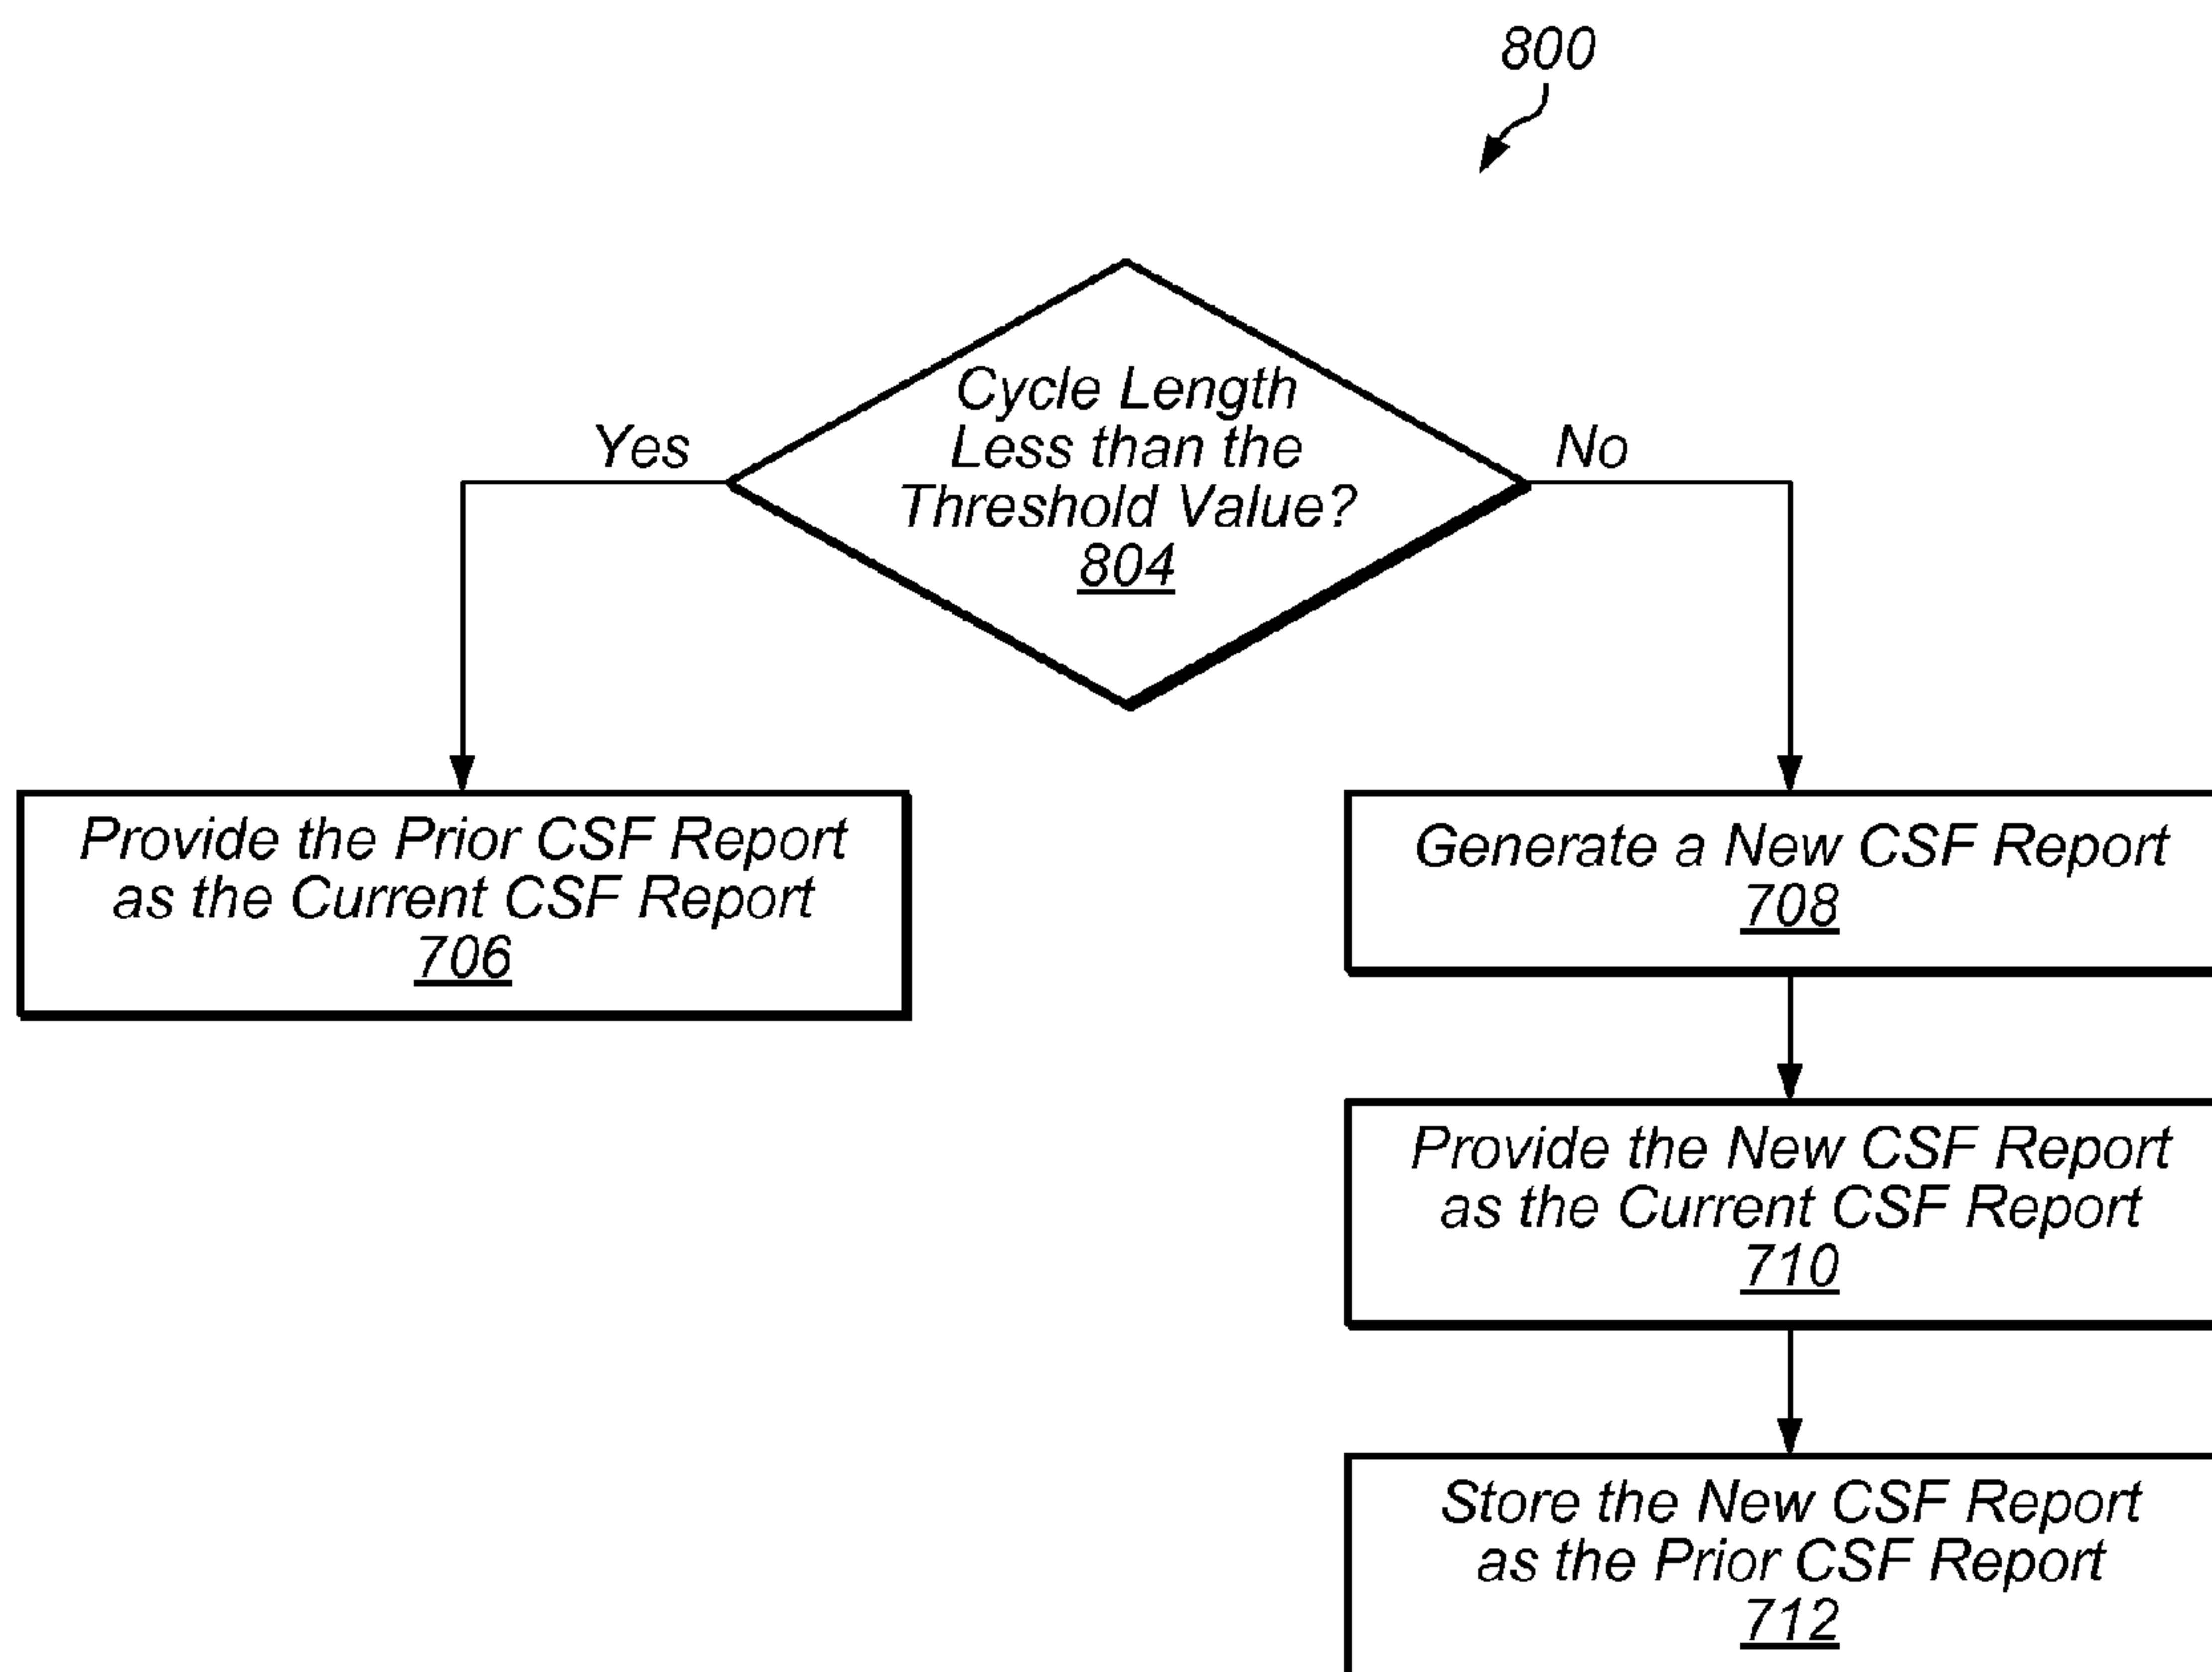 800
Cycle Length
Less than the
Threshold Value?
804
Yes
No
Provide the Prior CSF Report
as the Current CSF Report
706
Generate a New CSF Report
708
Provide the New CSF Report
as the Current CSF Report
710
Store the New CSF Report
as the Prior CSF Report
712